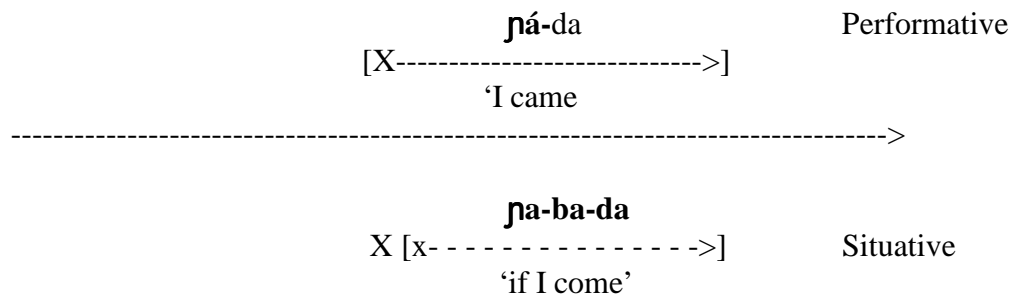 ɲá-da Performative
[X----------------------------->]
‘I came
------------------------------------------------------------------------------------>
ɲa-ba-da
X [x- - - - - - - - - - - - - - ->] Situative
‘if I come’